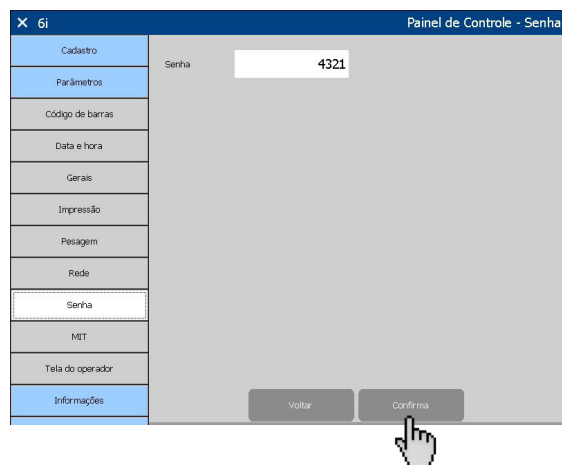 × 6i
Painel de Controle - Senha
Cadastro
Parâmetros
Código de barras
Data e hora
Gerais
Impressão
Pesagem
Rede
Senha
MIT
Tela do operador
Informações
Senha
4321
Voltar
Confirma